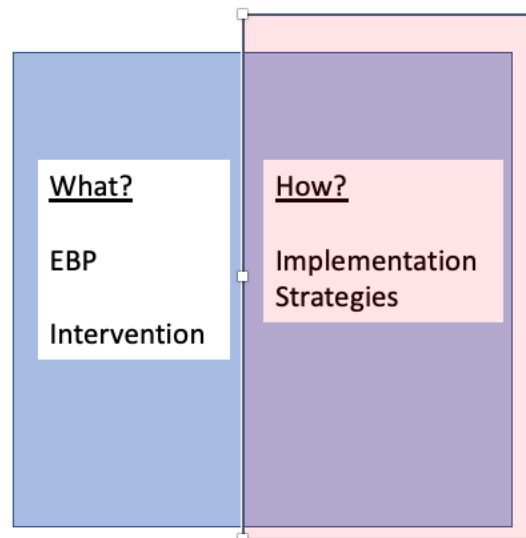 What?
EBP
Intervention
How?
Implementation
Strategies